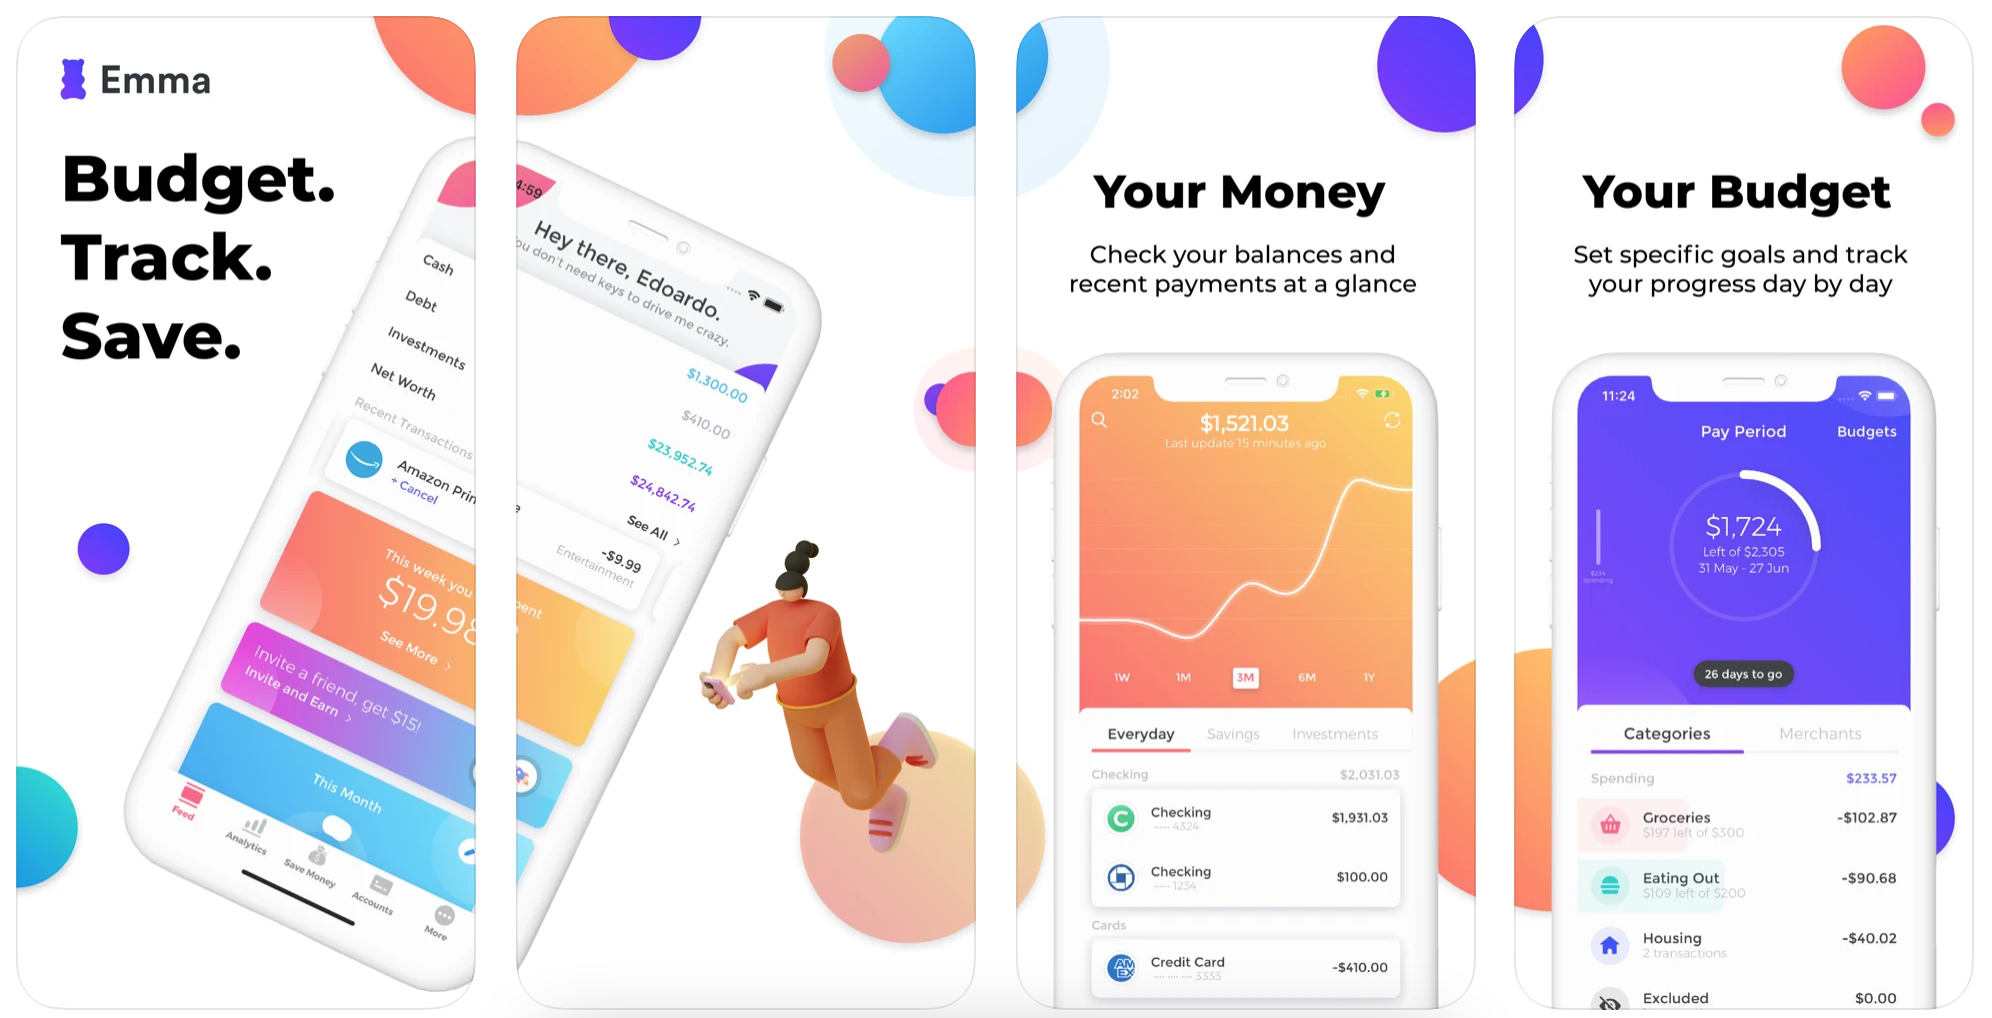 Emma
Budget.
Track.
Save.
4:59
Hey there, Edoardo.
You don't need keys to drive me crazy.
Cash
$1,300.00
Debt
$410.00
Investments
$23,952.74
Net Worth
$24,842.74
Recent Transactions
See All >
Amazon Prime
-$9.99
+ Cancel
Entertainment
This week you spent
$19.98
See More >
Invite a friend, get $15!
Invite and Earn >
This Month
Feed
Analytics
Save Money
Accounts
More
Your Money
Check your balances and
recent payments at a glance
2:02
$1,521.03
Last update 15 minutes ago
1W 1M 3M 6M 1Y
Everyday Savings Investments
Checking $2,031.03
C
Checking $1,931.03
...... 4324
Checking $100.00
...... 1234
Cards
AM
EX
Credit Card -$410.00
.... .... .... 3333
Your Budget
Set specific goals and track
your progress day by day
11:24
Pay Period Budgets
$1,724
Left of $2,305
31 May - 27 Jun
$234
Spending
26 days to go
Categories Merchants
Spending $233.57
Groceries -$102.87
$197 left of $300
Eating Out -$90.68
$109 left of $200
Housing -$40.02
2 transactions
Excluded $0.00